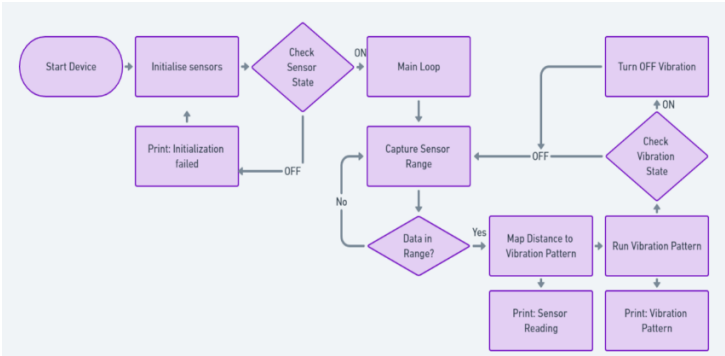 Start Device
Initialise sensors
Check
Sensor
State
ON
Main Loop
Turn OFF Vibration
Print: Initialization
failed
OFF
Capture Sensor
Range
OFF
ON
Check
Vibration
State
No
Data in
Range?
Yes
Map Distance to
Vibration Pattern
Run Vibration Pattern
Print: Sensor
Reading
Print: Vibration
Pattern